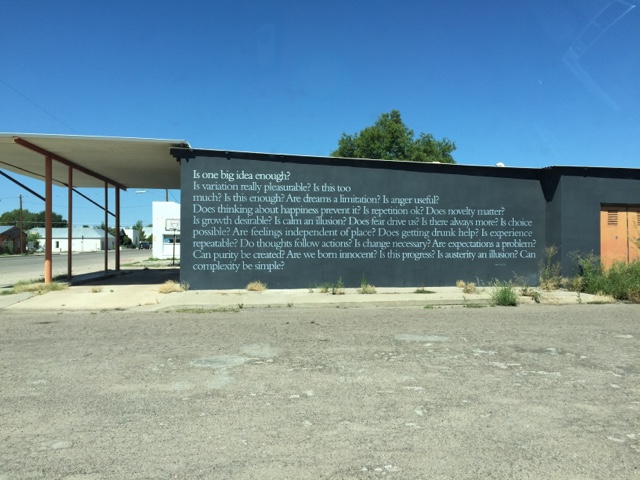 Is one big idea enough?
Is variation really pleasurable? Is this too
much? Is this enough? Are dreams a limitation? Is anger useful?
Does thinking about happiness prevent it? Is repetition ok? Does novelty matter?
Is growth desirable? Is calm an illusion? Does fear drive us? Is there always more? Is choice
possible? Are feelings independent of place? Does getting drunk help? Is experience
repeatable? Do thoughts follow actions? Is change necessary? Are expectations a problem?
Can purity be created? Are we born innocent? Is this progress? Is austerity an illusion? Can
complexity be simple?